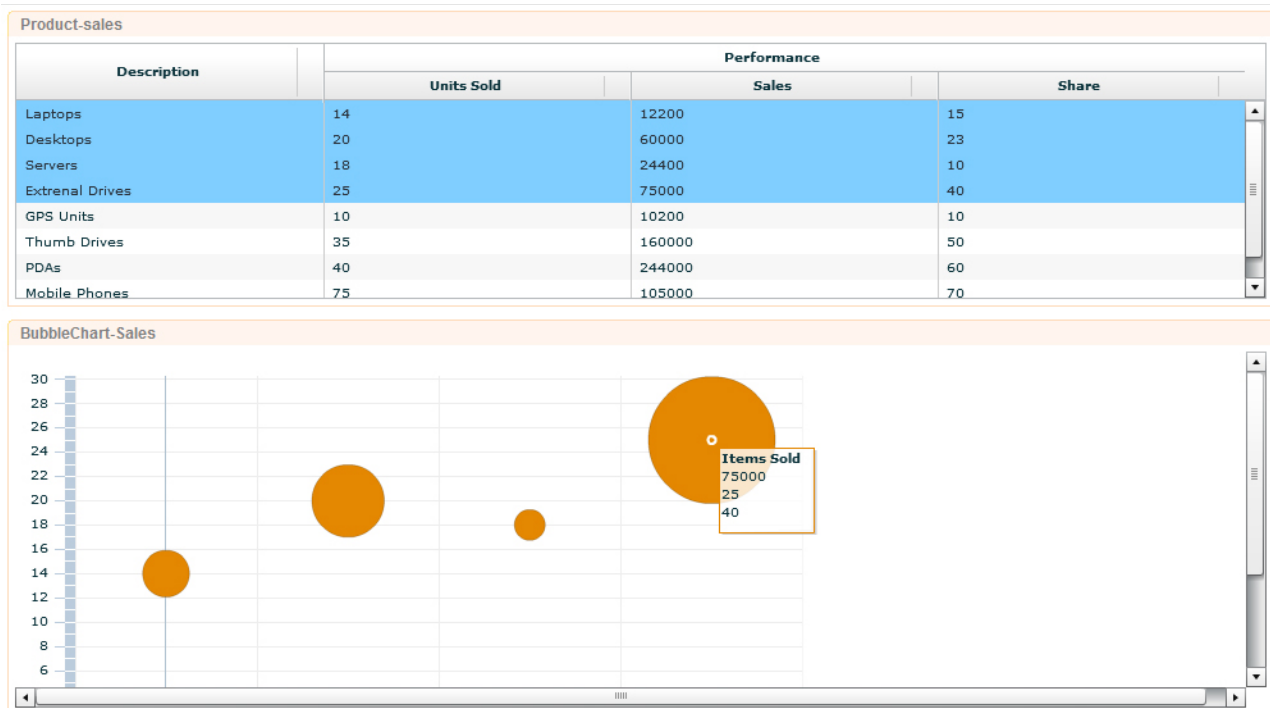 Product-sales
Description
Performance
Units Sold Sales Share
Laptops 14 12200 15
Desktops 20 60000 23
Servers 18 24400 10
Extrenal Drives 25 75000 40
GPS Units 10 10200 10
Thumb Drives 35 160000 50
PDAs 40 244000 60
Mobile Phones 75 105000 70
BubbleChart-Sales
30
28
26
24
22
20
18
16
14
12
10
8
6
Items Sold
75000
25
40